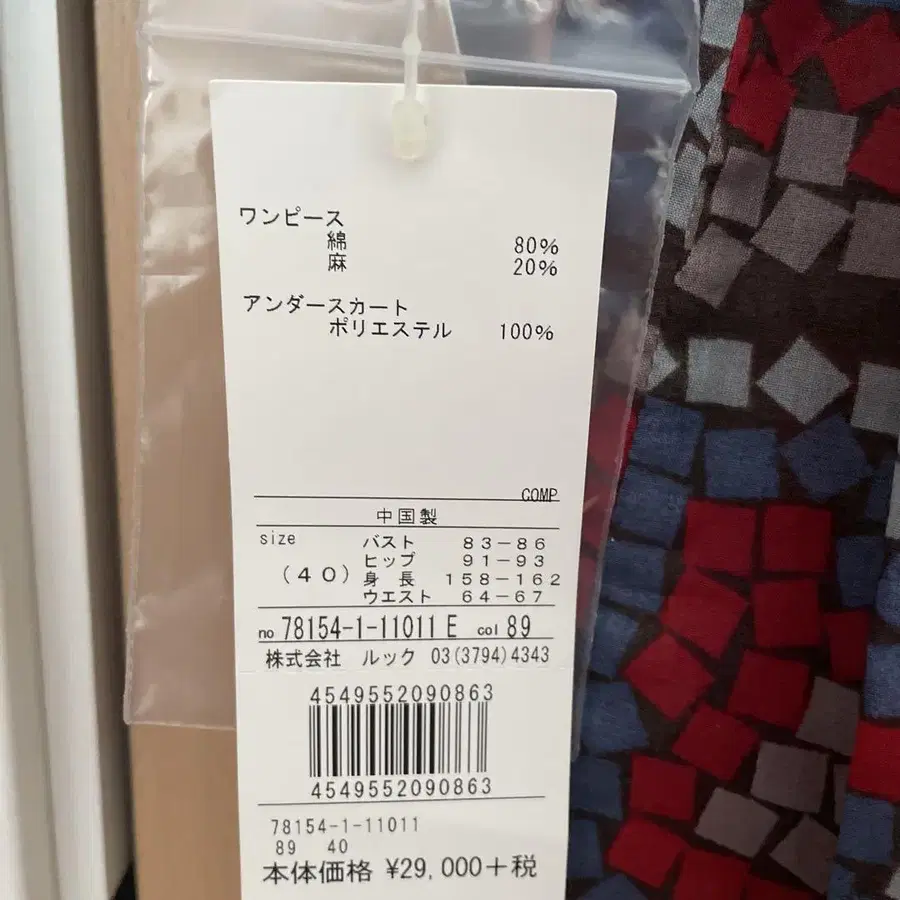 ワンピース
綿 80%
麻 20%
アンダースカート
ポリエステル 100%
COMP
中国製
size バスト 83-86
ヒップ 91-93
(40) 身長 158-162
ウエスト 64-67
no 78154-1-11011 E col 89
株式会社 ルック 03(3794)4343
4549552090863
4549552090863
78154-1-11011
89 40
本体価格 ¥29,000+税